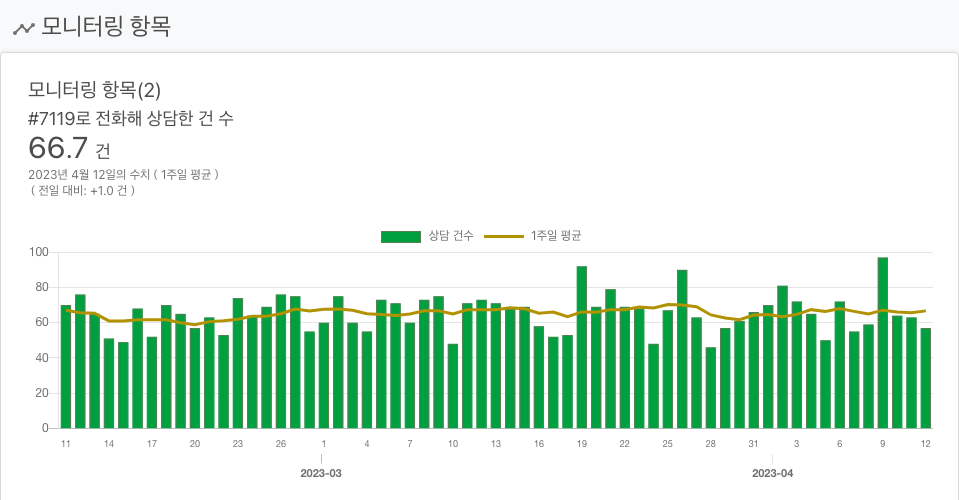 모니터링 항목
모니터링 항목(2)
#7119로 전화해 상담한 건 수
66.7 건
2023년 4월 12일의 수치 ( 1주일 평균 )
( 전일 대비: +1.0 건 )
상담 건수 1주일 평균
100
80
60
40
20
0
11 14 17 20 23 26 1 4 7 10 13 16 19 22 25 28 31 3 6 9 12
2023-03 2023-04